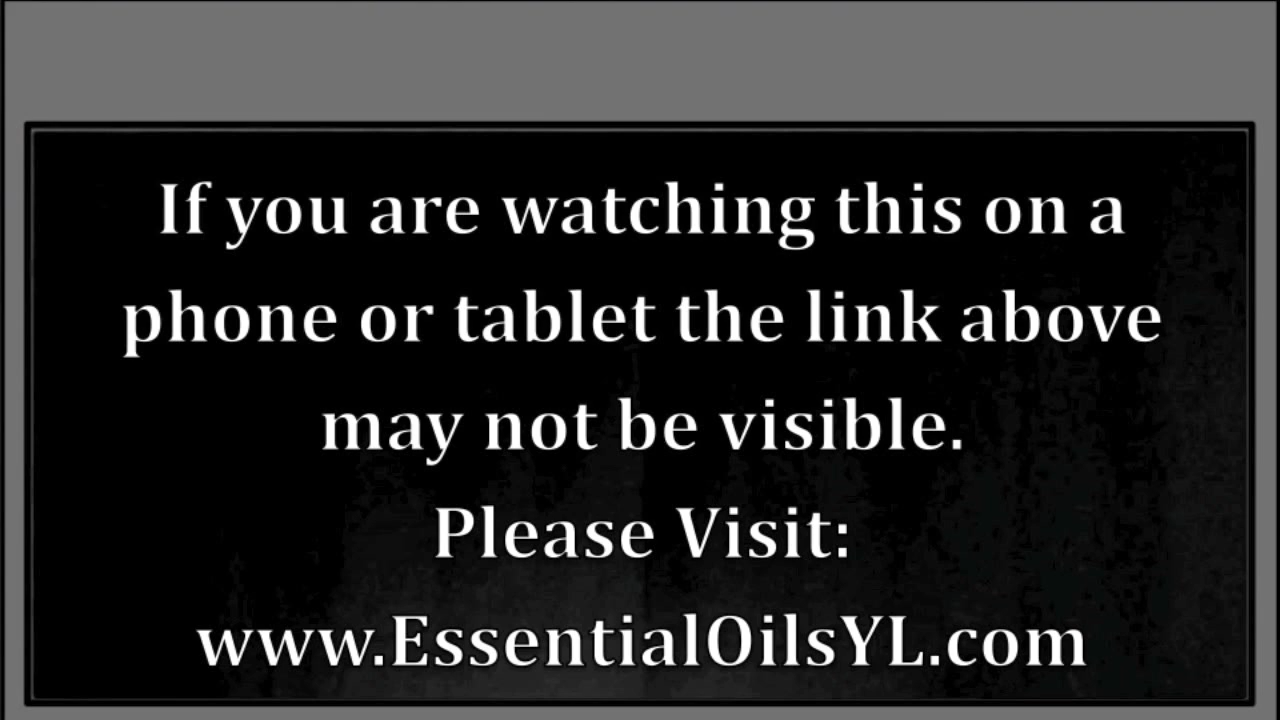 If you are watching this on a
phone or tablet the link above
may not be visible.
Please Visit:
www.EssentialOilsYL.com